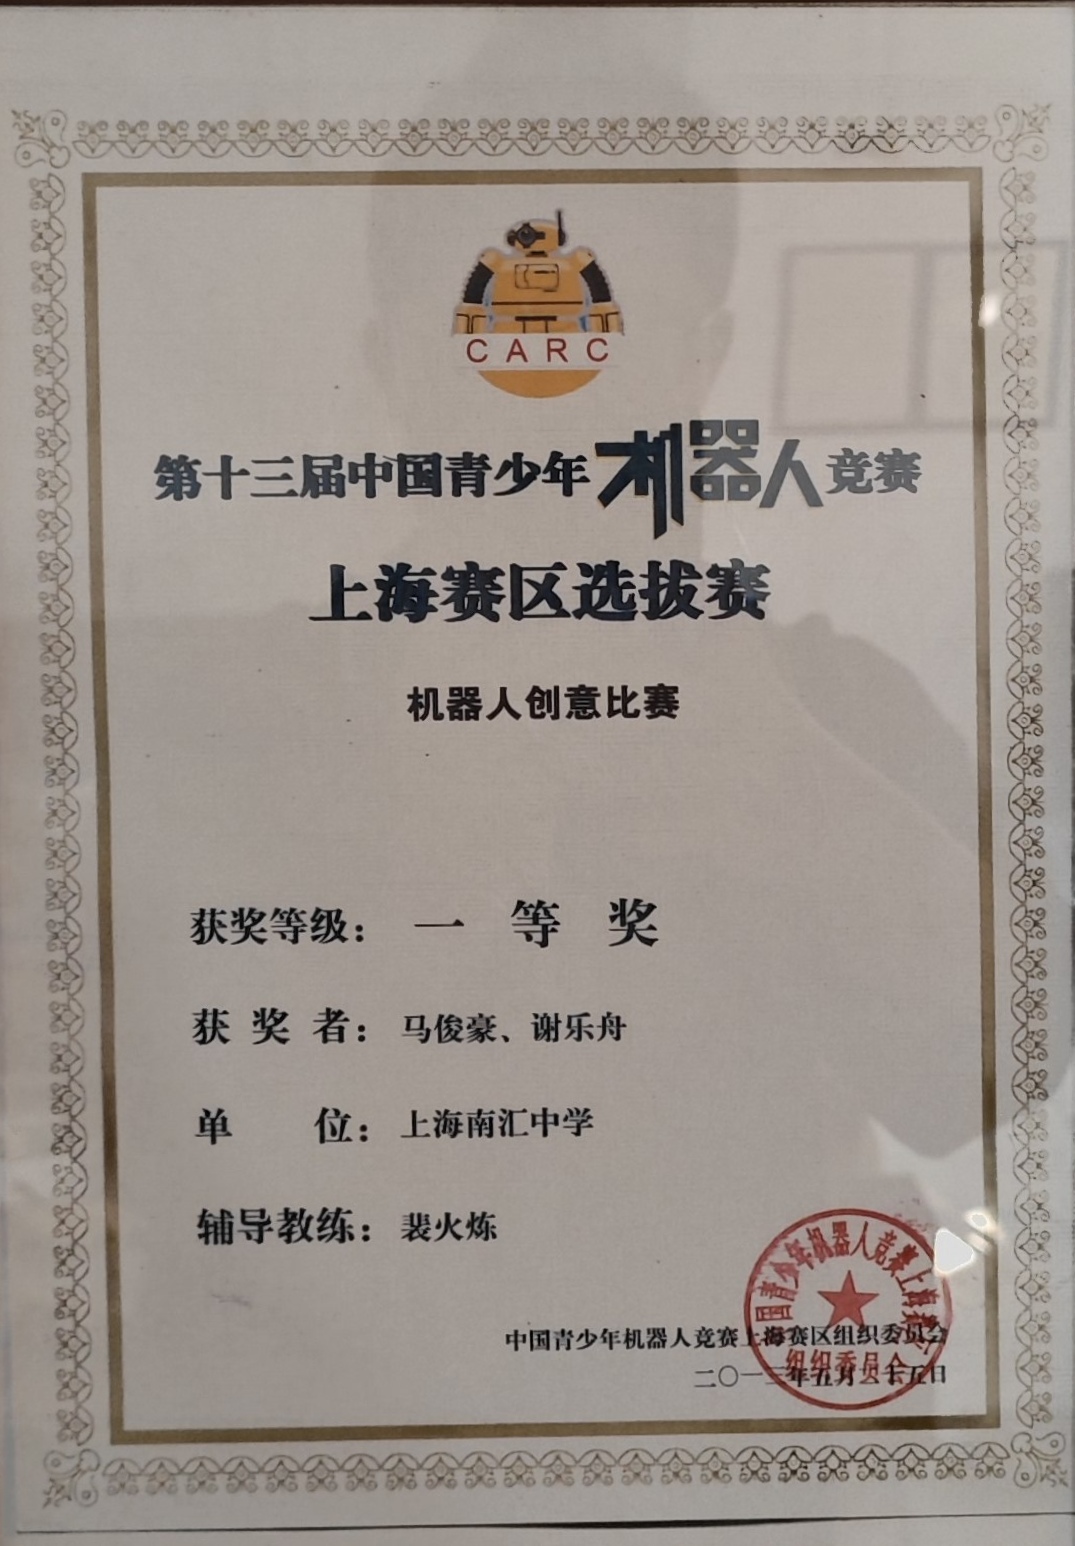 CARC
第十三届中国青少年机器人竞赛
上海赛区选拔赛
机器人创意比赛
获奖等级：一等奖
获奖者：马俊豪、谢乐舟
单位：上海南汇中学
辅导教练：裴火炼
中国青少年机器人竞赛上海赛区组织委员会
二〇一三年五月二十五日
国青少年机器人竞赛上海赛
组织委员会